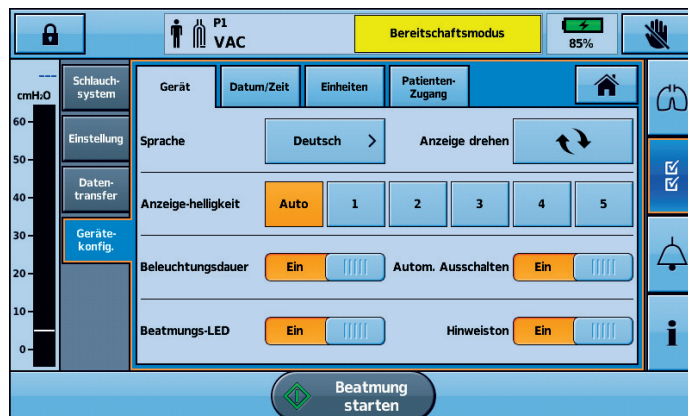 P1
VAC
Bereitschaftsmodus
85%
---
cmH₂O
60
50
40
30
20
10
0
Schlauch-
system
Einstellung
Daten-
transfer
Geräte-
konfig.
Gerät
Datum/Zeit
Einheiten
Patienten-
Zugang
Sprache
Deutsch >
Anzeige drehen
Anzeige-helligkeit
Auto 1 2 3 4 5
Beleuchtungsdauer
Ein
Autom. Ausschalten
Ein
Beatmungs-LED
Ein
Hinweiston
Ein
i
Beatmung
starten